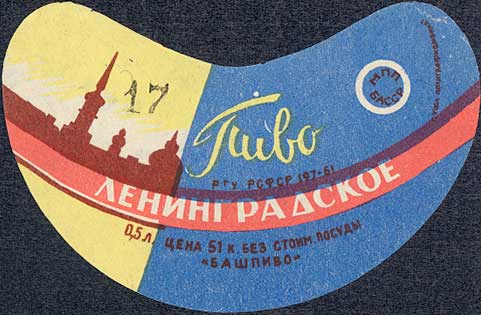 17
Пиво
МПП
БАССР
РТУ РСФСР 197-61
ЛЕНИНГРАДСКОЕ
0,5 л. ЦЕНА 51 к. БЕЗ СТОИМ. ПОСУДЫ
«БАШПИВО»